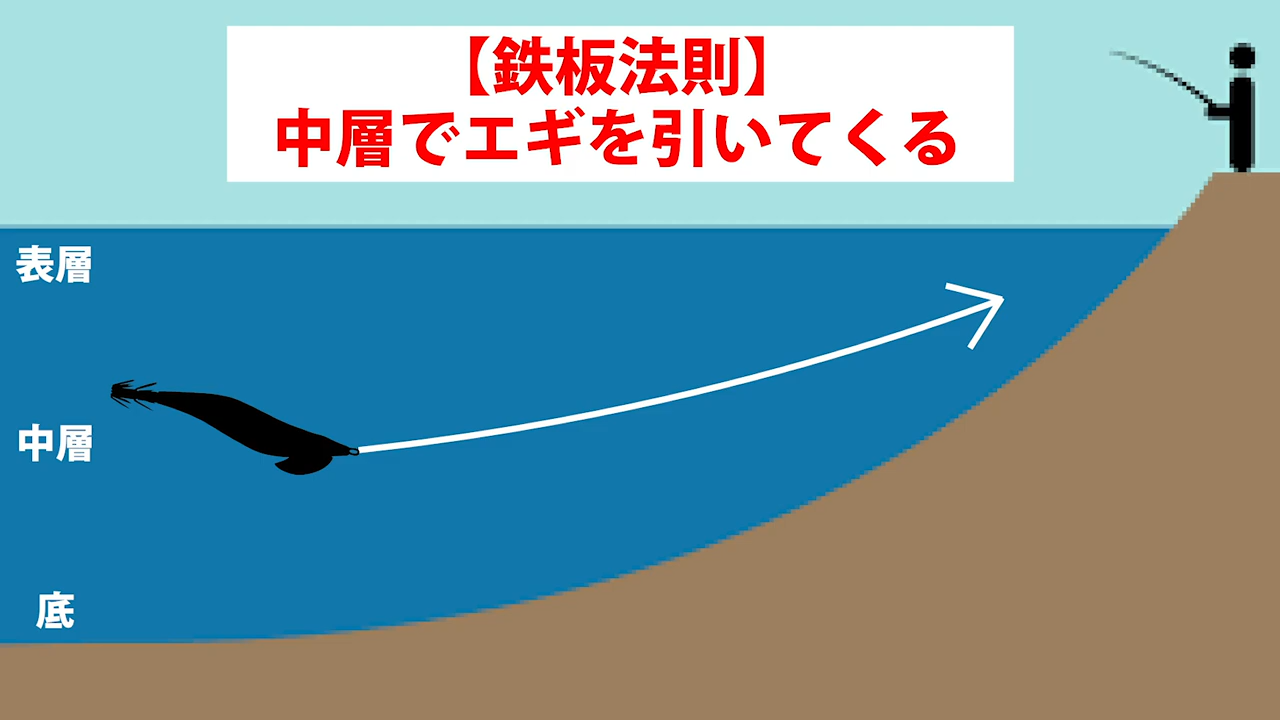 【鉄板法則】
中層でエギを引いてくる
表層
中層
底